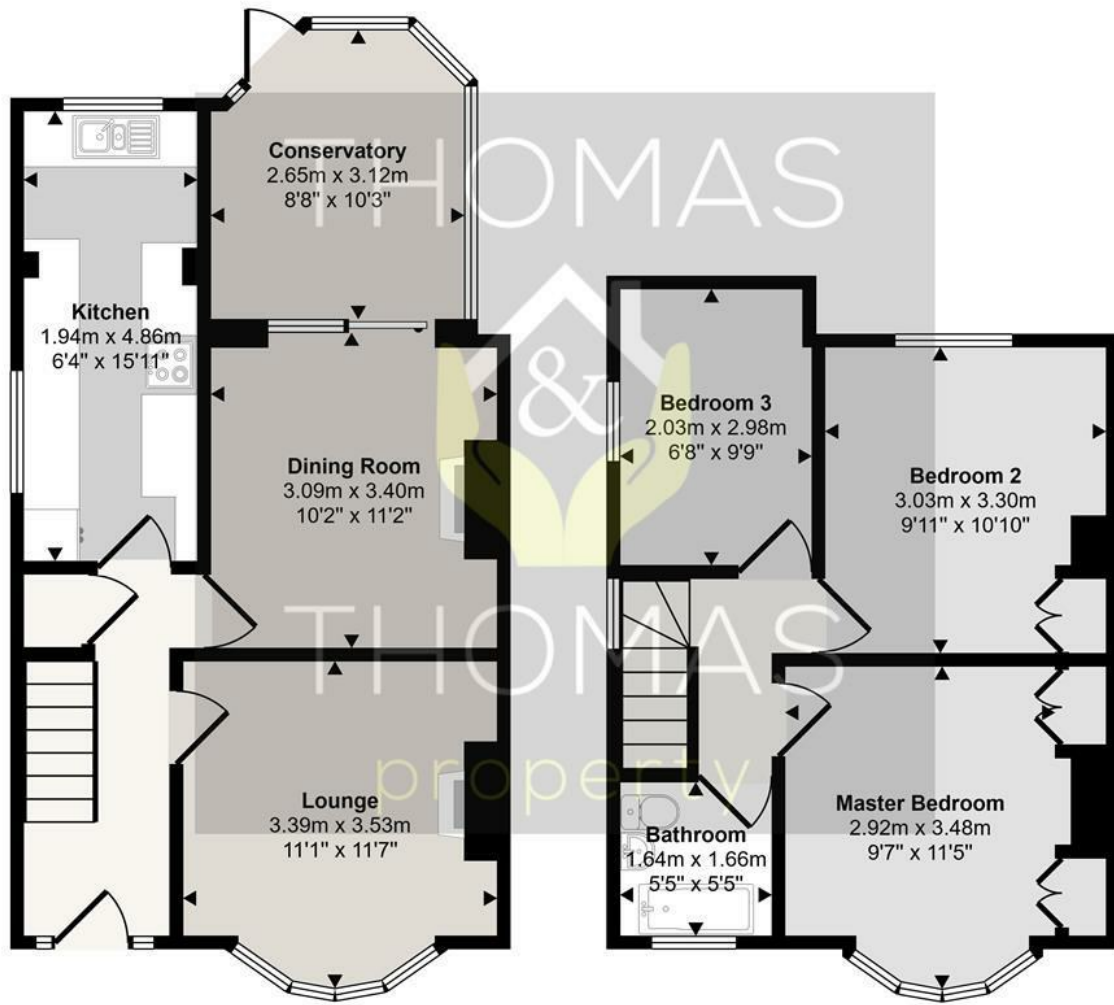 Conservatory
2.65m x 3.12m
8'8" x 10'3"
THOMAS
Kitchen
1.94m x 4.86m
6'4" x 15'11"
&
Dining Room
3.09m x 3.40m
10'2" x 11'2"
Bedroom 3
2.03m x 2.98m
6'8" x 9'9"
Bedroom 2
3.03m x 3.30m
9'11" x 10'10"
THOMAS
property
Lounge
3.39m x 3.53m
11'1" x 11'7"
Bathroom
1.64m x 1.66m
5'5" x 5'5"
Master Bedroom
2.92m x 3.48m
9'7" x 11'5"